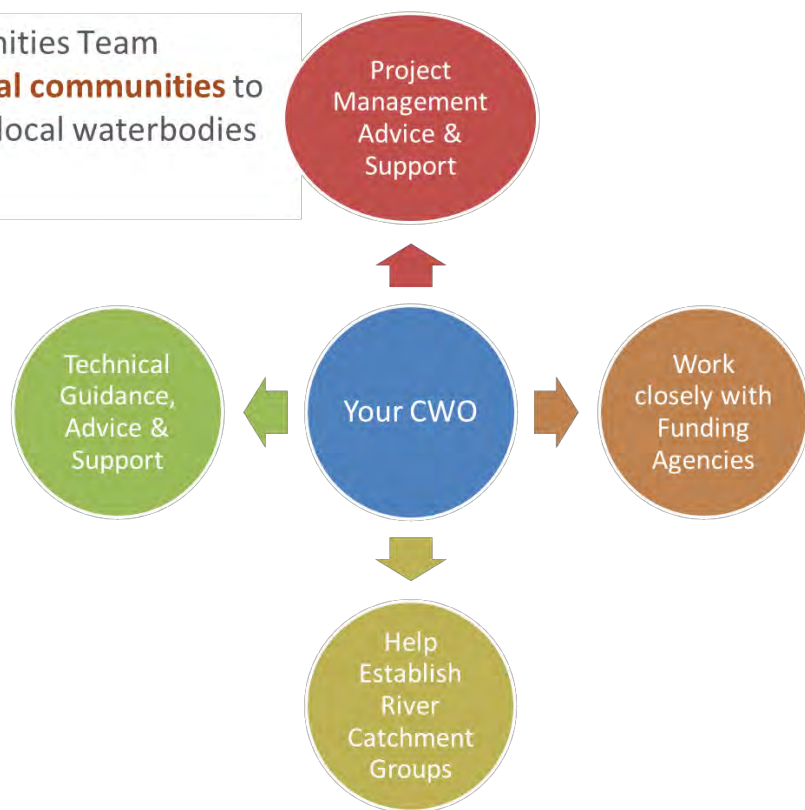 nities Team
al communities to
local waterbodies
Project
Management
Advice &
Support
Technical
Guidance,
Advice &
Support
Your CWO
Work
closely with
Funding
Agencies
Help
Establish
River
Catchment
Groups